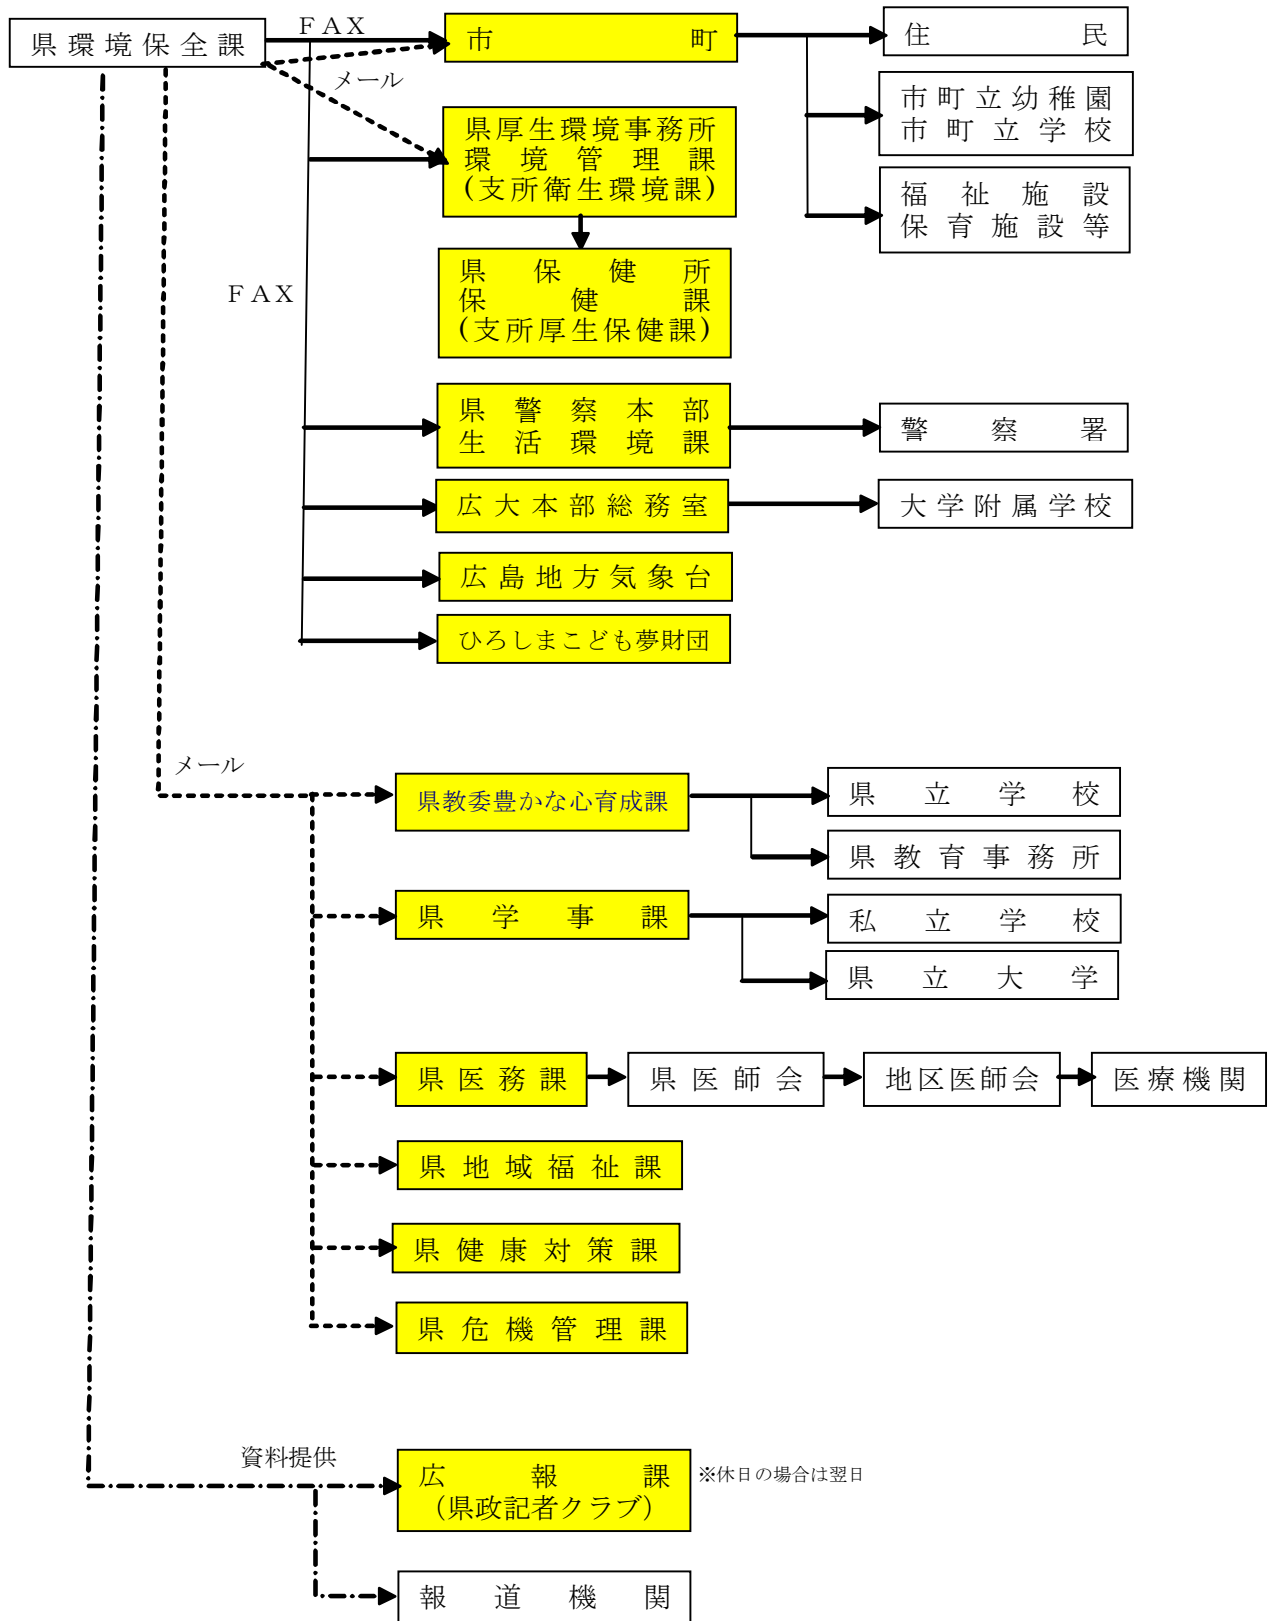 県環境保全課
ＦＡＸ
メール
市町
住民
市町立幼稚園
市町立学校
福祉施設
保育施設等
県厚生環境事務所
環境管理課
(支所衛生環境課)
県保健所
保健課
(支所厚生保健課)
ＦＡＸ
県警察本部
生活環境課
警察署
広大本部総務室
大学附属学校
広島地方気象台
ひろしまこども夢財団
メール
県教委豊かな心育成課
県立学校
県教育事務所
県学事課
私立学校
県立大学
県医務課
県医師会
地区医師会
医療機関
県地域福祉課
県健康対策課
県危機管理課
資料提供
広報課
（県政記者クラブ）
※休日の場合は翌日
報道機関